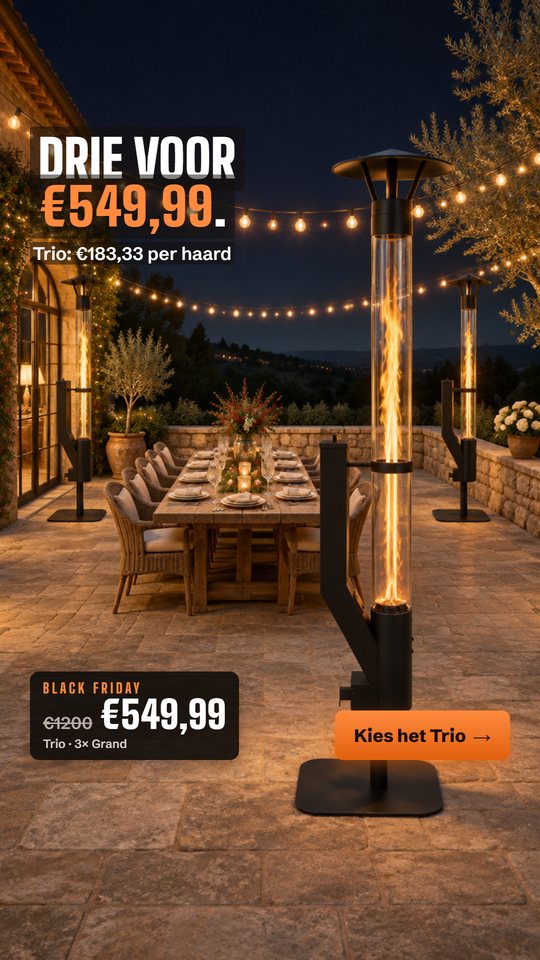 DRIE VOOR
€549,99.
Trio: €183,33 per haard
BLACK FRIDAY
€1200 €549,99
Trio · 3× Grand
Kies het Trio →